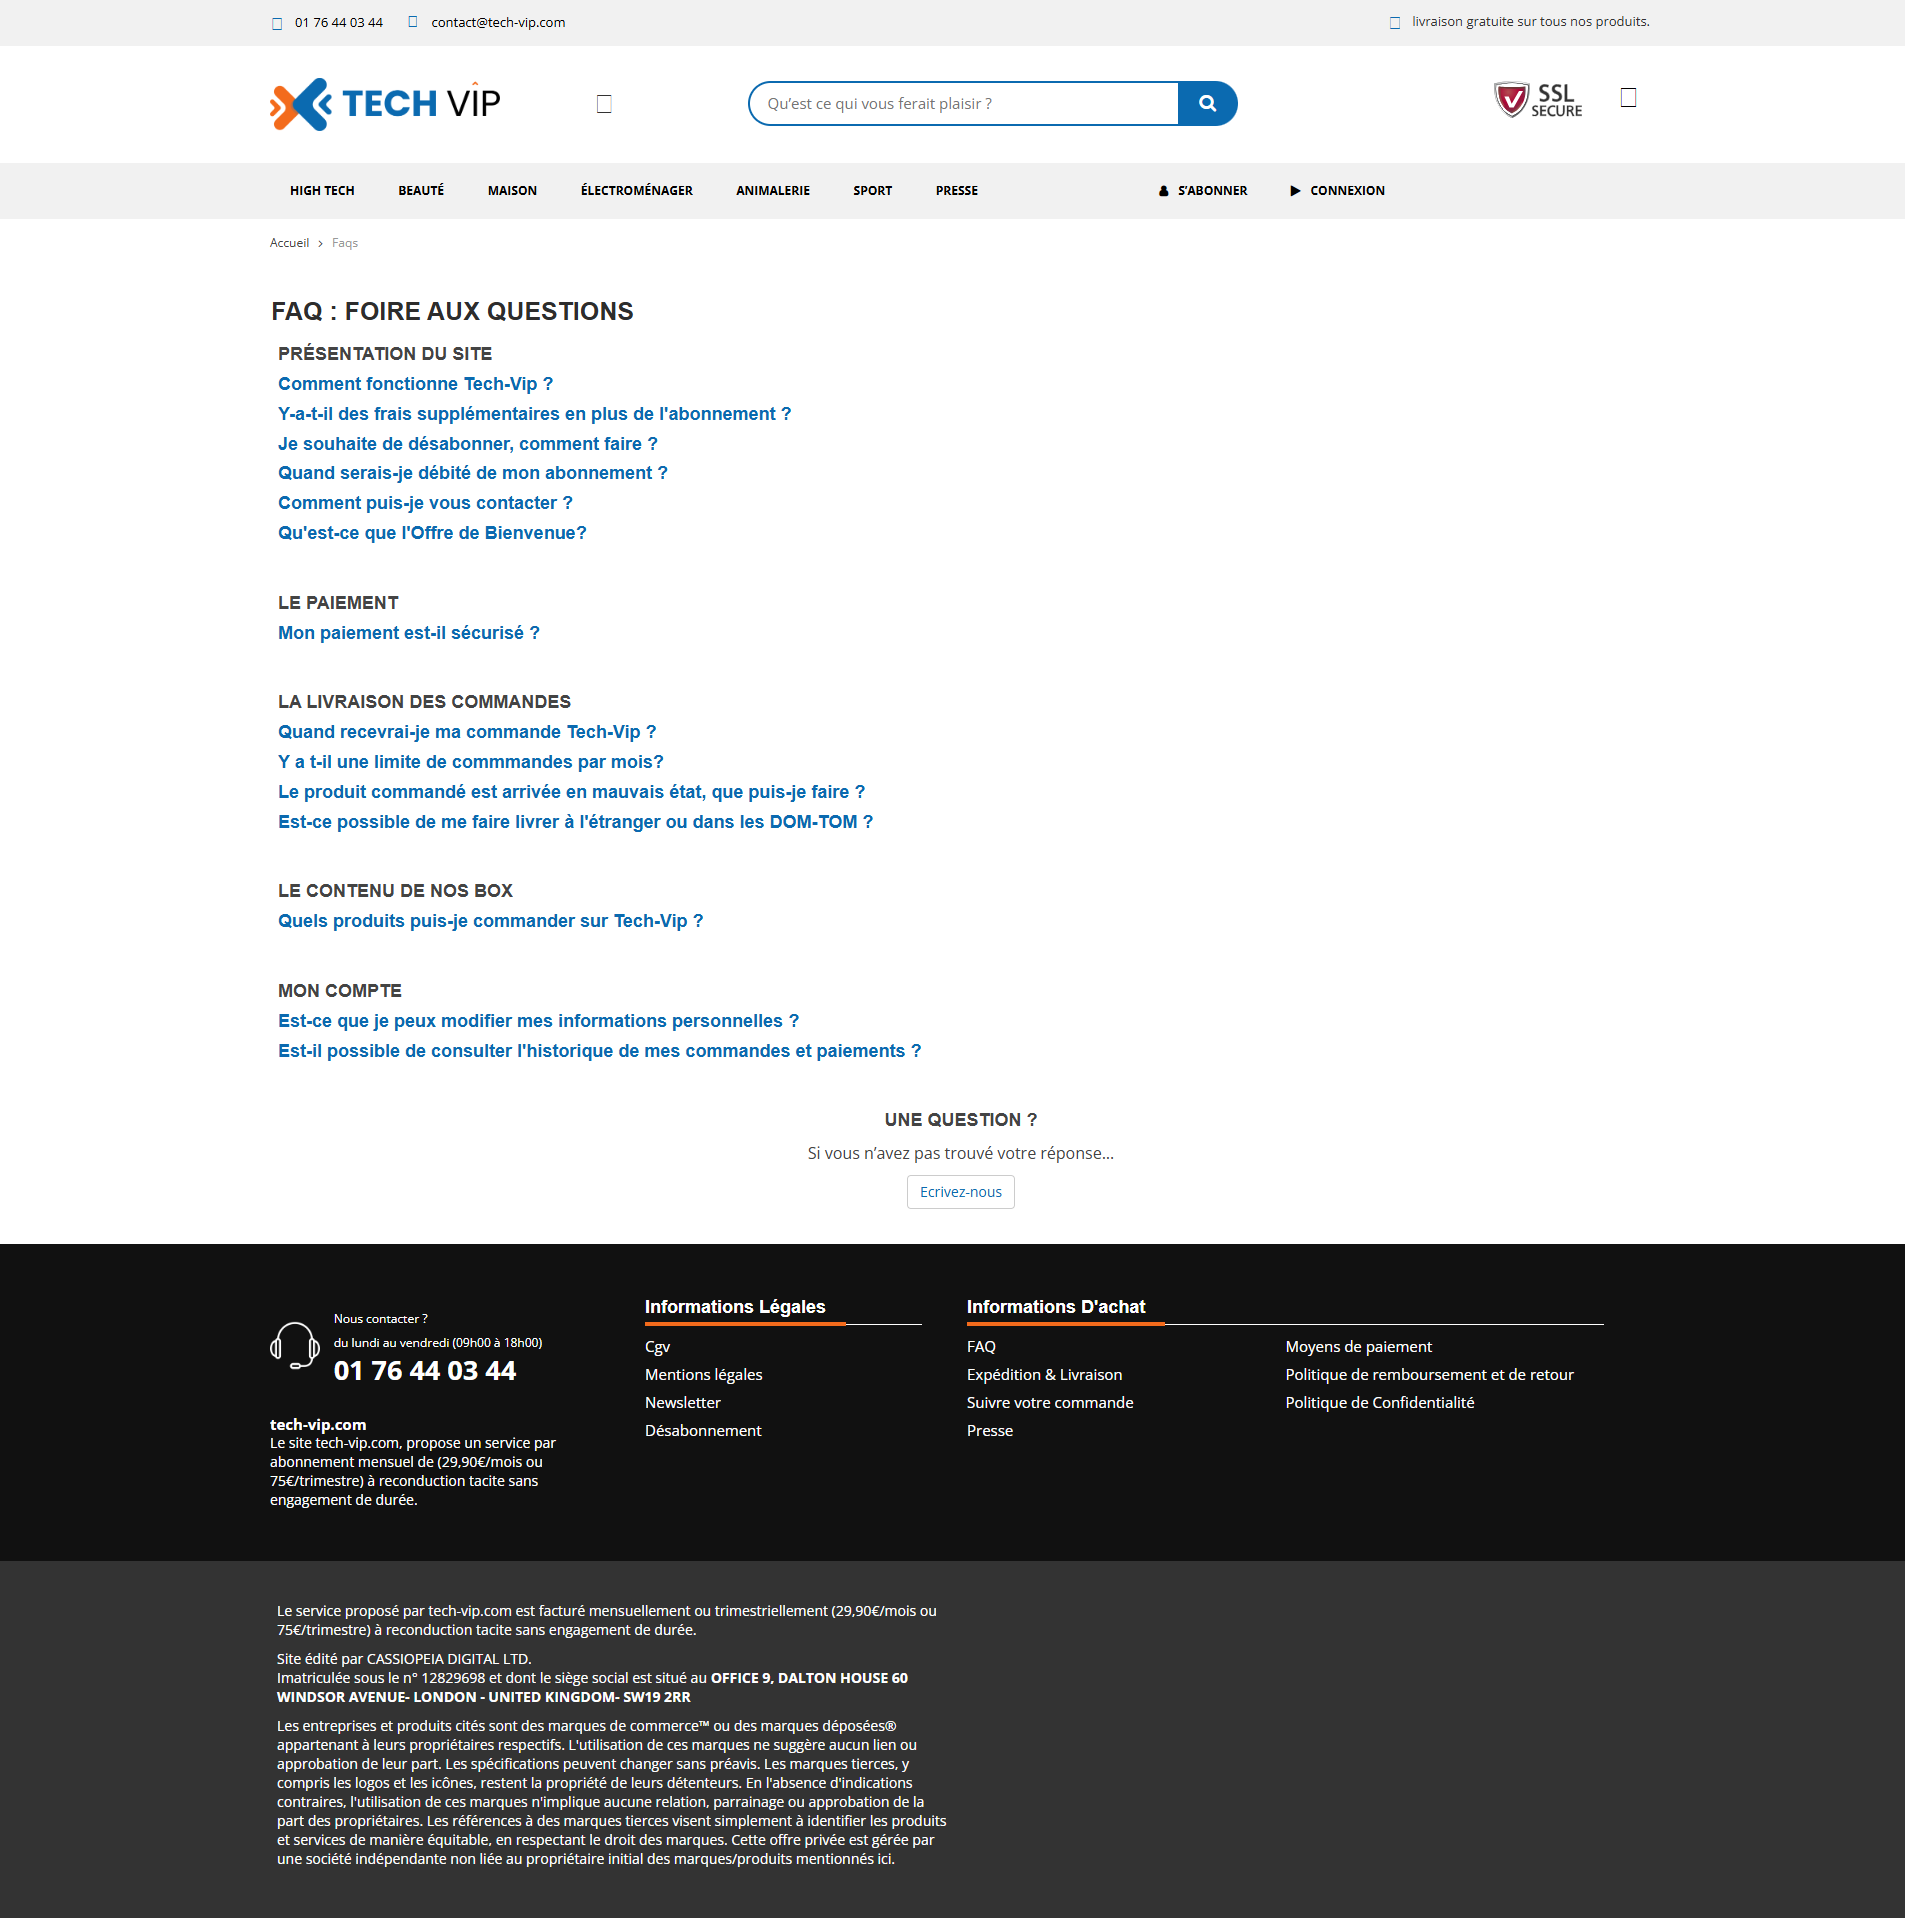 01 76 44 03 44 contact@tech-vip.com livraison gratuite sur tous nos produits.
TECH VIP Qu’est ce qui vous ferait plaisir ? SSL SECURE
HIGH TECH BEAUTÉ MAISON ÉLECTROMÉNAGER ANIMALERIE SPORT PRESSE S’ABONNER CONNEXION
Accueil > Faqs
FAQ : FOIRE AUX QUESTIONS
PRÉSENTATION DU SITE
Comment fonctionne Tech-Vip ?
Y-a-t-il des frais supplémentaires en plus de l'abonnement ?
Je souhaite de désabonner, comment faire ?
Quand serais-je débité de mon abonnement ?
Comment puis-je vous contacter ?
Qu'est-ce que l'Offre de Bienvenue?
LE PAIEMENT
Mon paiement est-il sécurisé ?
LA LIVRAISON DES COMMANDES
Quand recevrai-je ma commande Tech-Vip ?
Y a t-il une limite de commmandes par mois?
Le produit commandé est arrivée en mauvais état, que puis-je faire ?
Est-ce possible de me faire livrer à l'étranger ou dans les DOM-TOM ?
LE CONTENU DE NOS BOX
Quels produits puis-je commander sur Tech-Vip ?
MON COMPTE
Est-ce que je peux modifier mes informations personnelles ?
Est-il possible de consulter l'historique de mes commandes et paiements ?
UNE QUESTION ?
Si vous n’avez pas trouvé votre réponse...
Ecrivez-nous
Nous contacter ?
du lundi au vendredi (09h00 à 18h00)
01 76 44 03 44
tech-vip.com
Le site tech-vip.com, propose un service par
abonnement mensuel de (29,90€/mois ou
75€/trimestre) à reconduction tacite sans
engagement de durée.
Informations Légales
Cgv
Mentions légales
Newsletter
Désabonnement
Informations D'achat
FAQ
Expédition & Livraison
Suivre votre commande
Presse
Moyens de paiement
Politique de remboursement et de retour
Politique de Confidentialité
Le service proposé par tech-vip.com est facturé mensuellement ou trimestriellement (29,90€/mois ou
75€/trimestre) à reconduction tacite sans engagement de durée.
Site édité par CASSIOPEIA DIGITAL LTD.
Imatriculée sous le n° 12829698 et dont le siège social est situé au OFFICE 9, DALTON HOUSE 60
WINDSOR AVENUE- LONDON - UNITED KINGDOM- SW19 2RR
Les entreprises et produits cités sont des marques de commerce™ ou des marques déposées®
appartenant à leurs propriétaires respectifs. L'utilisation de ces marques ne suggère aucun lien ou
approbation de leur part. Les spécifications peuvent changer sans préavis. Les marques tierces, y
compris les logos et les icônes, restent la propriété de leurs détenteurs. En l'absence d'indications
contraires, l'utilisation de ces marques n'implique aucune relation, parrainage ou approbation de la
part des propriétaires. Les références à des marques tierces visent simplement à identifier les produits
et services de manière équitable, en respectant le droit des marques. Cette offre privée est gérée par
une société indépendante non liée au propriétaire initial des marques/produits mentionnés ici.